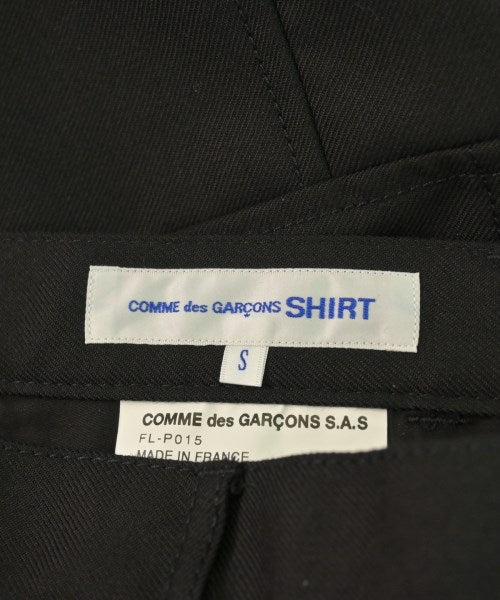 COMME des GARÇONS SHIRT
S
COMME des GARÇONS S.A.S
FL-P015
MADE IN FRANCE